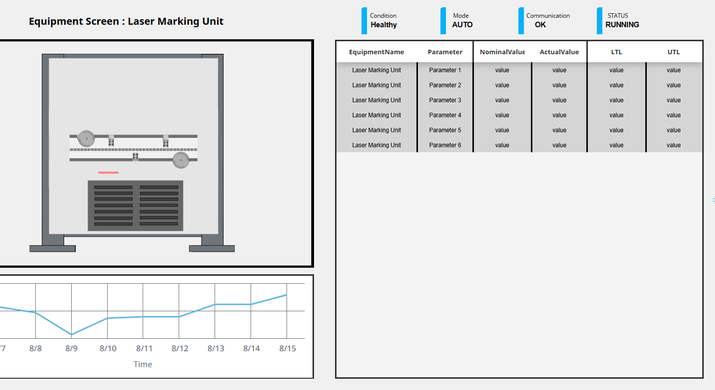 Equipment Screen : Laser Marking Unit
Condition
Healthy
Mode
AUTO
Communication
OK
STATUS
RUNNING
EquipmentName Parameter NominalValue ActualValue LTL UTL
Laser Marking Unit Parameter 1 value value value value
Laser Marking Unit Parameter 2 value value value value
Laser Marking Unit Parameter 3 value value value value
Laser Marking Unit Parameter 4 value value value value
Laser Marking Unit Parameter 5 value value value value
Laser Marking Unit Parameter 6 value value value value
8/8 8/9 8/10 8/11 8/12 8/13 8/14 8/15
Time